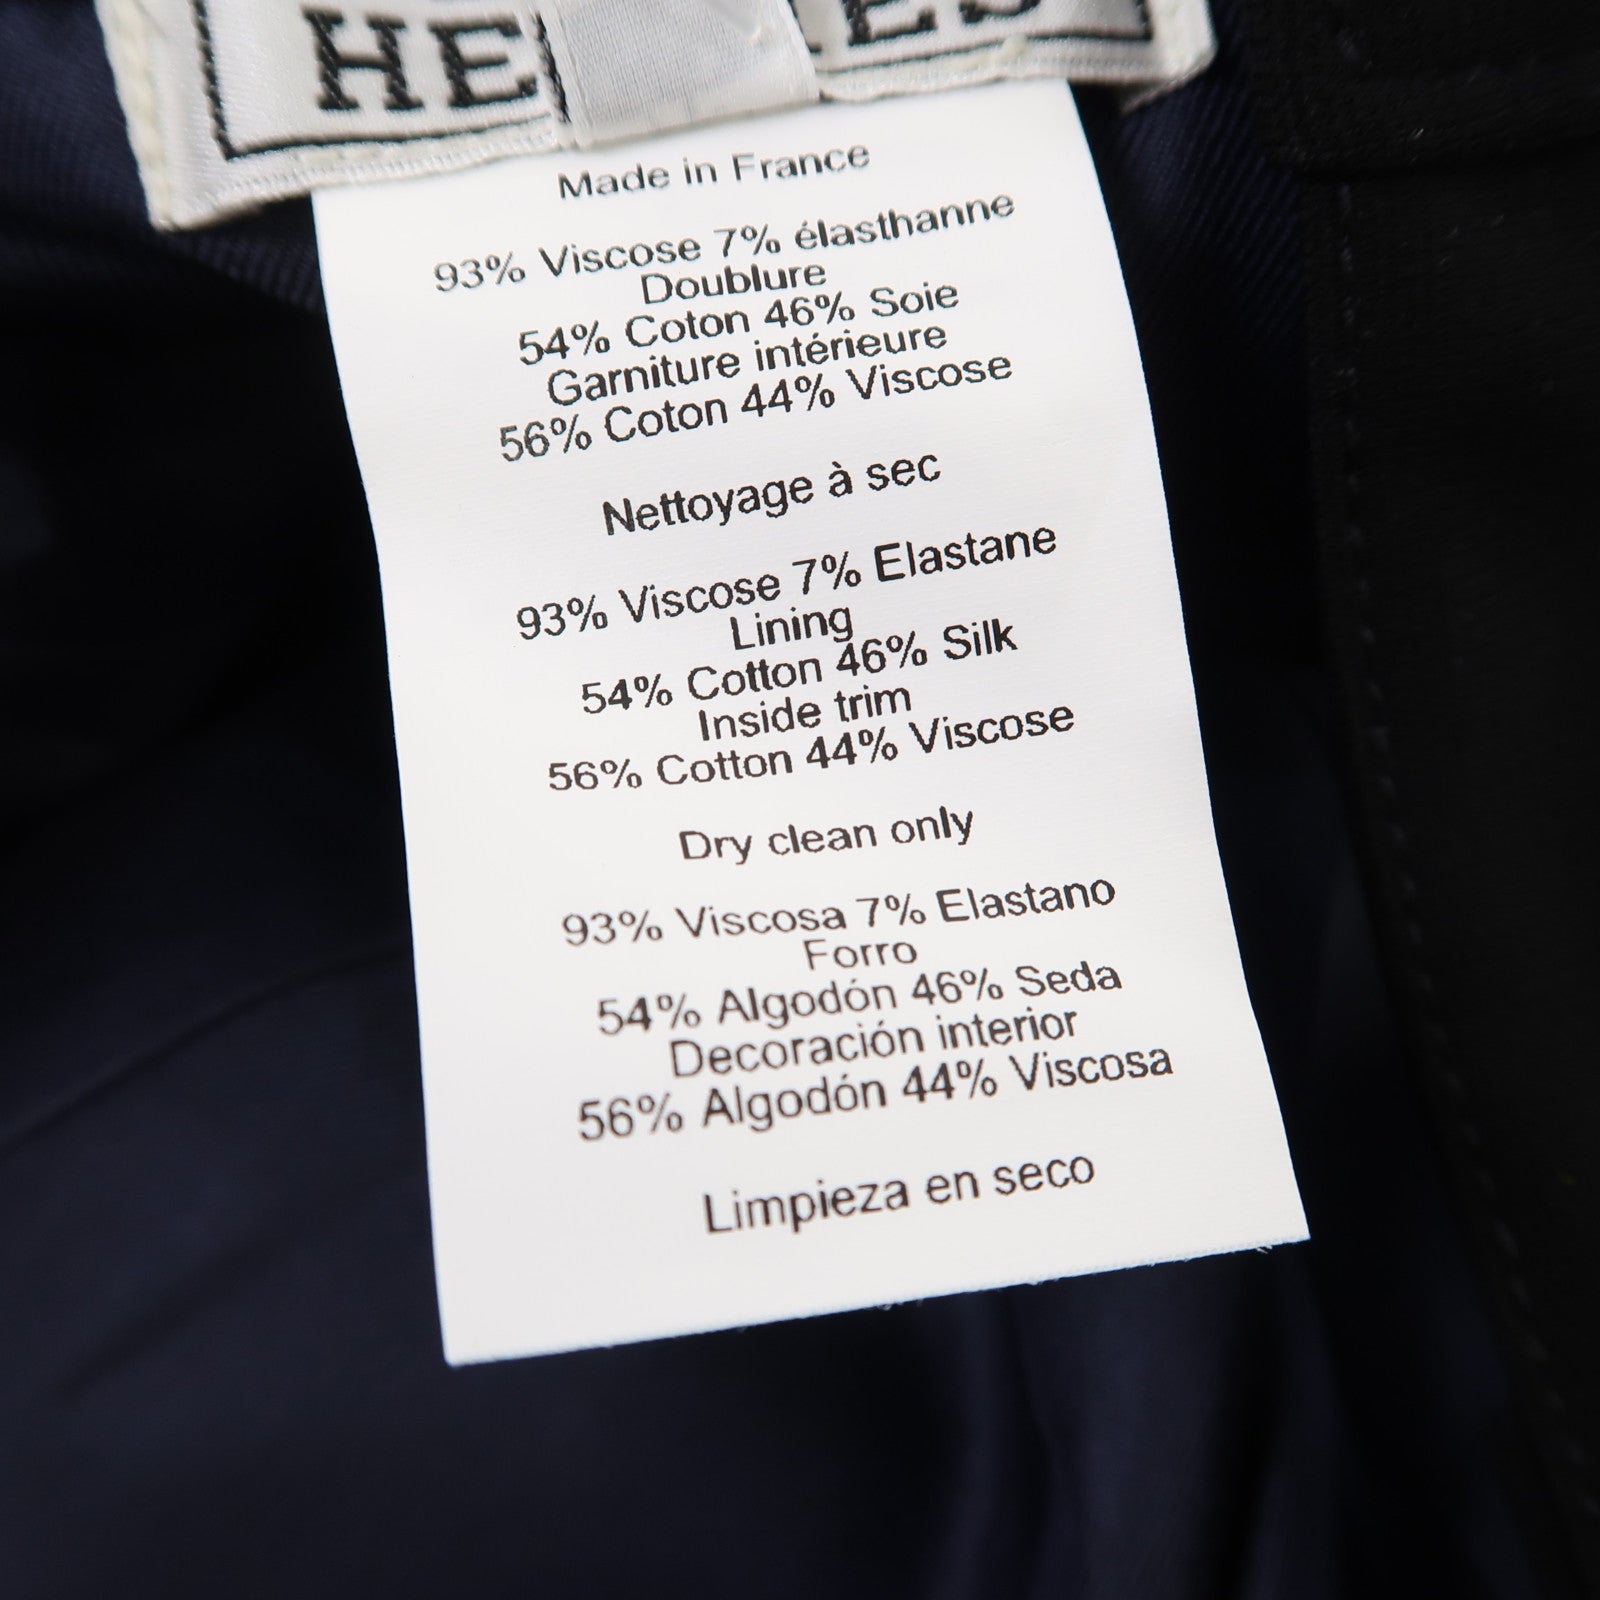 Made in France
93% Viscose 7% élasthanne
Doublure
54% Coton 46% Soie
Garniture intérieure
56% Coton 44% Viscose
Nettoyage à sec
93% Viscose 7% Elastane
Lining
54% Cotton 46% Silk
Inside trim
56% Cotton 44% Viscose
Dry clean only
93% Viscosa 7% Elastano
Forro
54% Algodón 46% Seda
Decoración interior
56% Algodón 44% Viscosa
Limpieza en seco